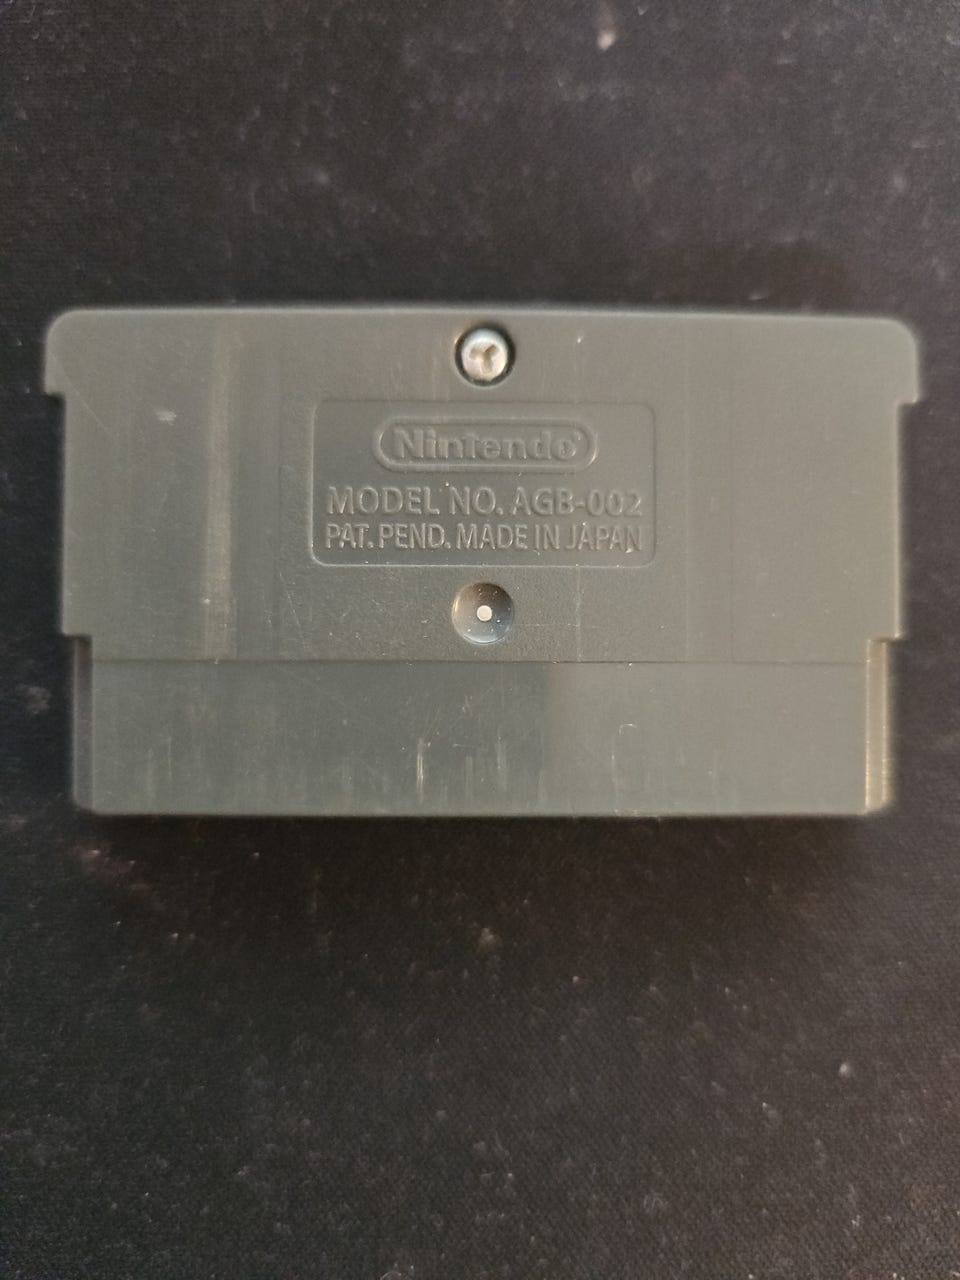 Nintendo®
MODEL NO. AGB-002
PAT. PEND. MADE IN JAPAN